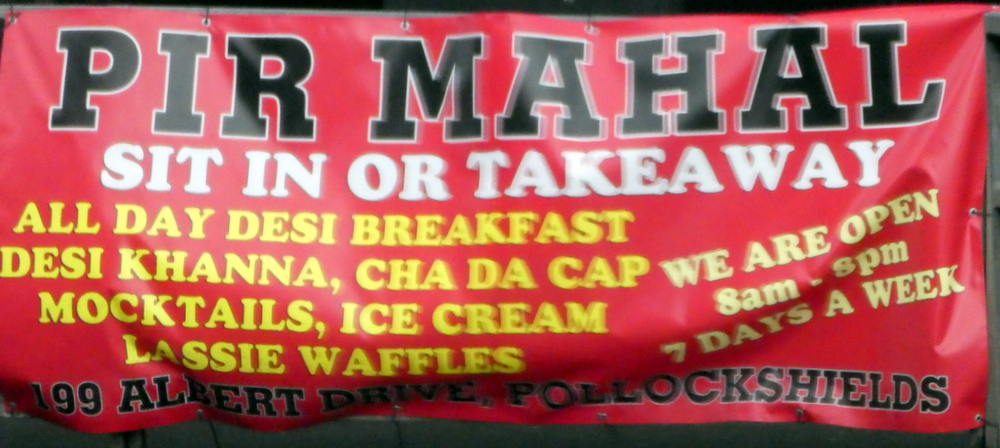 PIR MAHAL
SIT IN OR TAKEAWAY
ALL DAY DESI BREAKFAST
DESI KHANNA, CHA DA CAP
MOCKTAILS, ICE CREAM
LASSIE WAFFLES
WE ARE OPEN
8am - 8pm
7 DAYS A WEEK
199 ALBERT DRIVE, POLLOCKSHIELDS